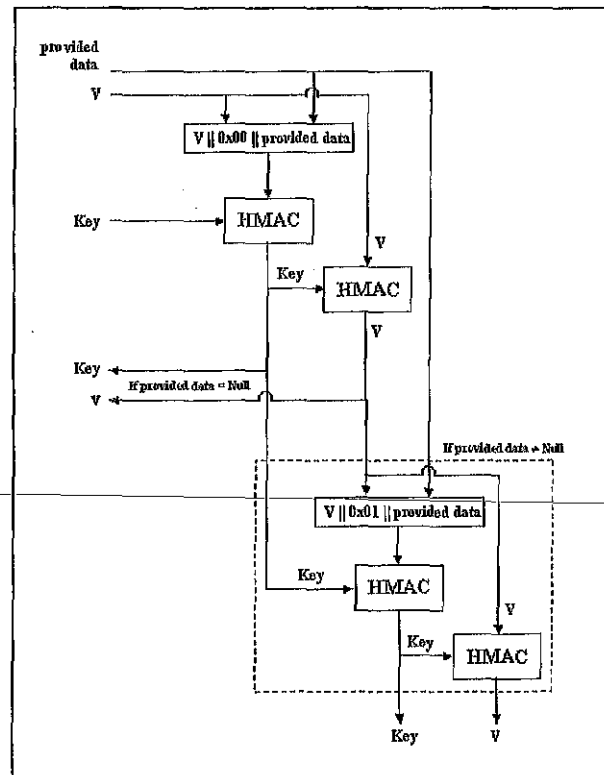 provided
data
V
V || 0x00 || provided data
Key
HMAC
V
Key
HMAC
V
Key
If provided data = Null
V
If provided data ≠ Null
V || 0x01 || provided data
Key
HMAC
V
Key
HMAC
Key
V